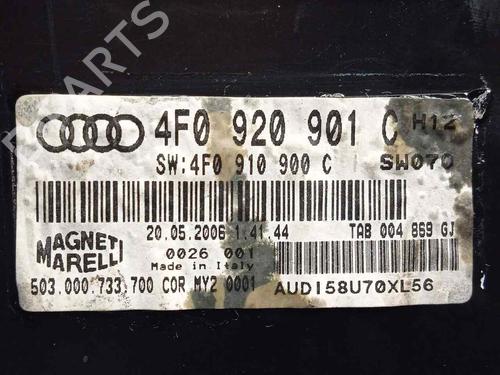 4F0 920 901 C H12
SW:4F0 910 900 C SW070
20.05.2006 1.41.44 TAB 004 869 GJ
MAGNETI
MARELLI
0026 001
Made in Italy
503.000.733.700 COR MY2 0001
AUDI58U70XL56